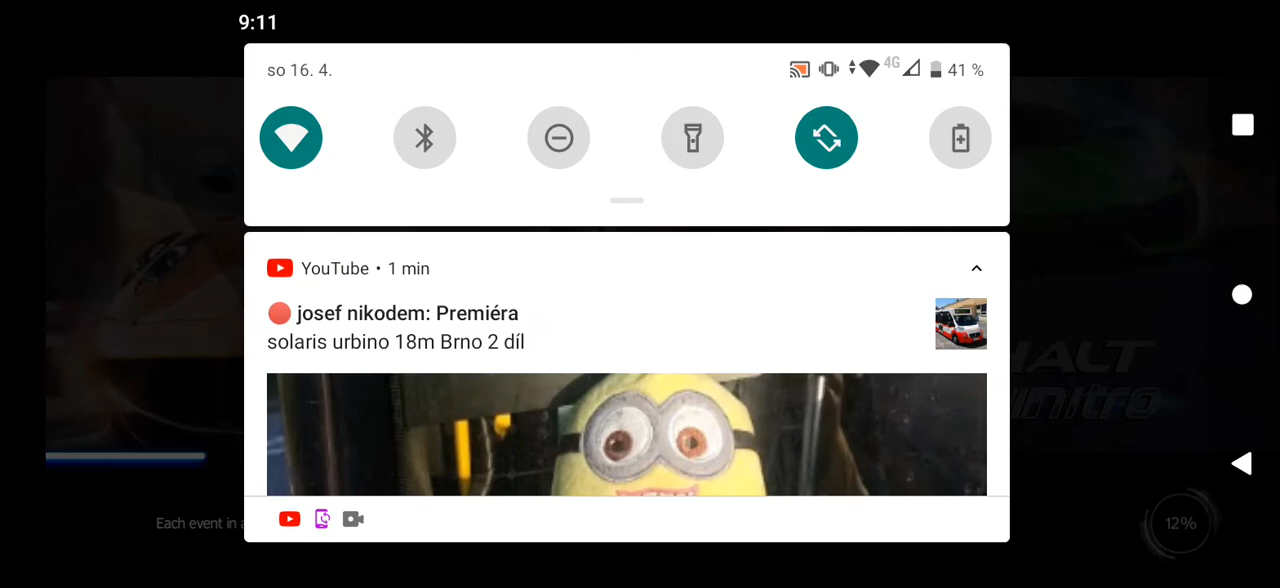 9:11
so 16. 4.
4G
41 %
YouTube • 1 min
🔴 josef nikodem: Premiéra
solaris urbino 18m Brno 2 díl
Each event in a
12%